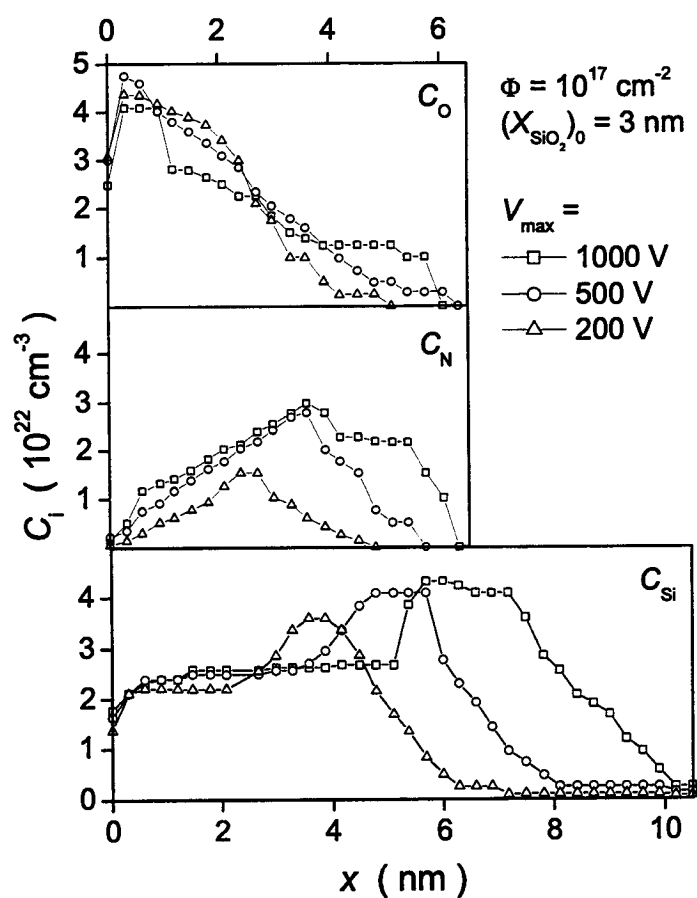 0 2 4 6
5
4
3
2
1
C_O
Φ = 10^17 cm^-2
(X_SiO2)_0 = 3 nm
V_max =
1000 V
500 V
200 V
4
3
2
1
C_N
C_i ( 10^22 cm^-3)
4
3
2
1
0
C_Si
0 2 4 6 8 10
x ( nm)